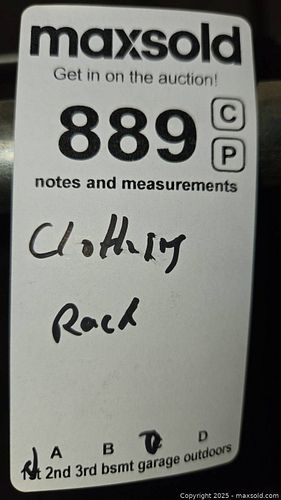 maxsold
Get in on the auction!
889 C
P
notes and measurements
Clothing
Rack
A B C D
1st 2nd 3rd bsmt garage outdoors
Copyright © 2025 - maxsold.com